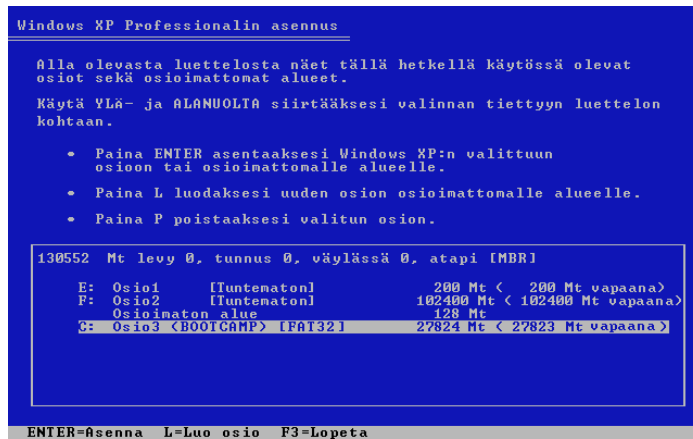 Windows XP Professionalin asennus
Alla olevasta luettelosta näet tällä hetkellä käytössä olevat
osiot sekä osioimattomat alueet.
Käytä YLÄ- ja ALANUOLTA siirtääksesi valinnan tiettyyn luettelon
kohtaan.
• Paina ENTER asentaaksesi Windows XP:n valittuun
osioon tai osioimattomalle alueelle.
• Paina L luodaksesi uuden osion osioimattomalle alueelle.
• Paina P poistaaksesi valitun osion.
130552 Mt levy 0, tunnus 0, väylässä 0, atapi [MBR]
E: Osio1 [Tuntematon] 200 Mt ( 200 Mt vapaana)
F: Osio2 [Tuntematon] 102400 Mt ( 102400 Mt vapaana)
Osioimaton alue 128 Mt
C: Osio3 (BOOTCAMP) [FAT32] 27824 Mt ( 27823 Mt vapaana)
ENTER=Asenna L=Luo osio F3=Lopeta